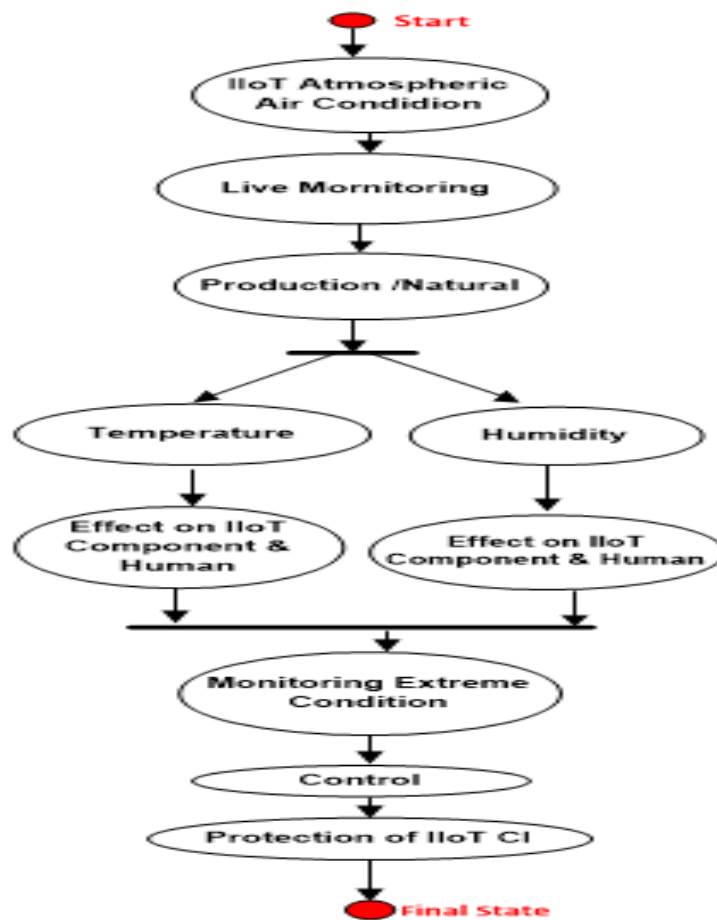 Start
IIoT Atmospheric
Air Condidion
Live Mornitoring
Production /Natural
Temperature
Humidity
Effect on IIoT
Component &
Human
Effect on IIoT
Component & Human
Monitoring Extreme
Condition
Control
Protection of IIoT CI
Final State